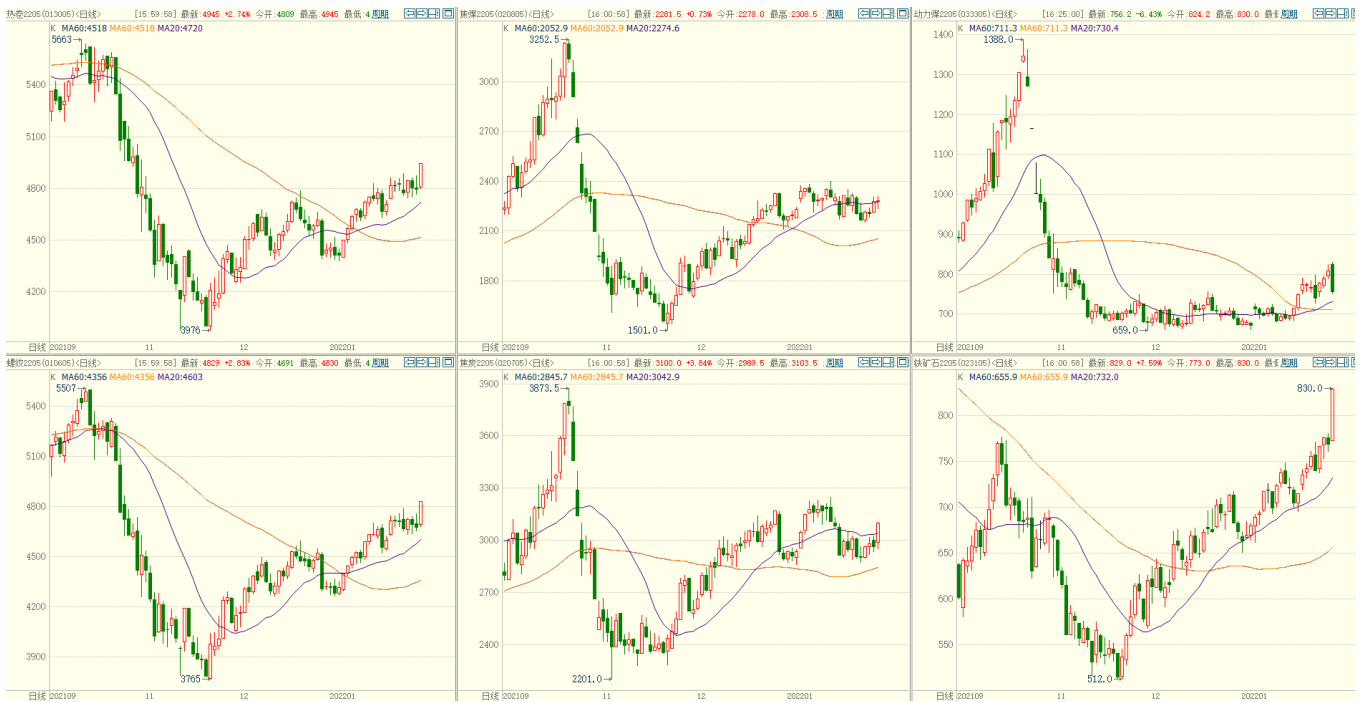 热卷2205(013005)<日线> [15:59:58] 最新:4945 +2.74% 今开:4809 最高:4945 最低:4 周期
K MA60:4518 MA60:4518 MA20:4720
5663
5400
5100
4800
4500
4200
3976
日线 202109 11 12 202201
焦煤2205(020805)<日线> [16:00:58] 最新:2281.5 +0.73% 今开:2278.0 最高:2308.5 周期
K MA60:2052.9 MA60:2052.9 MA20:2274.6
3252.5
3000
2700
2400
2100
1800
1501.0
日线 202109 11 12 202201
动力煤2205(033305)<日线> [16:25:00] 最新:756.2 -6.43% 今开:824.2 最高:830.0 最 周期
K MA60:711.3 MA60:711.3 MA20:730.4
1400
1388.0
1300
1200
1100
1000
900
800
700
659.0
日线 202109 11 12 202201
螺纹2205(010605)<日线> [15:59:58] 最新:4829 +2.83% 今开:4691 最高:4830 最低:4 周期
K MA60:4356 MA60:4356 MA20:4603
5507
5400
5100
4800
4500
4200
3900
3765
日线 202109 11 12 202201
焦炭2205(020705)<日线> [16:00:58] 最新:3100.0 +3.84% 今开:2989.5 最高:3103.5 周期
K MA60:2845.7 MA60:2845.7 MA20:3042.9
3900
3873.5
3600
3300
3000
2700
2400
2201.0
日线 202109 11 12 202201
铁矿石2205(023105)<日线> [16:00:58] 最新:829.0 +7.59% 今开:773.0 最高:830.0 最 周期
K MA60:655.9 MA60:655.9 MA20:732.0
830.0
800
750
700
650
600
550
512.0
日线 202109 11 12 202201